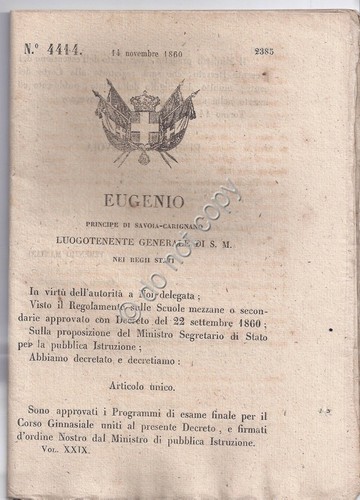 N.° 4414.
14 novembre 1860
2385
EUGENIO
PRINCIPE DI SAVOIA-CARIGNANO
LUOGOTENENTE GENERALE DI S. M.
NEI REGII STATI
In virtù dell'autorità a Noi delegata ;
Visto il Regolamento sulle Scuole mezzane o secon-
darie approvato con Decreto del 22 settembre 1860 ;
Sulla proposizione del Ministro Segretario di Stato
per la pubblica Istruzione ;
Abbiamo decretato e decretiamo :
Articolo unico.
Sono approvati i Programmi di esame finale per il
Corso Ginnasiale uniti al presente Decreto , e firmati
d'ordine Nostro dal Ministro di pubblica Istruzione.
Vol. XXIX.
do not copy